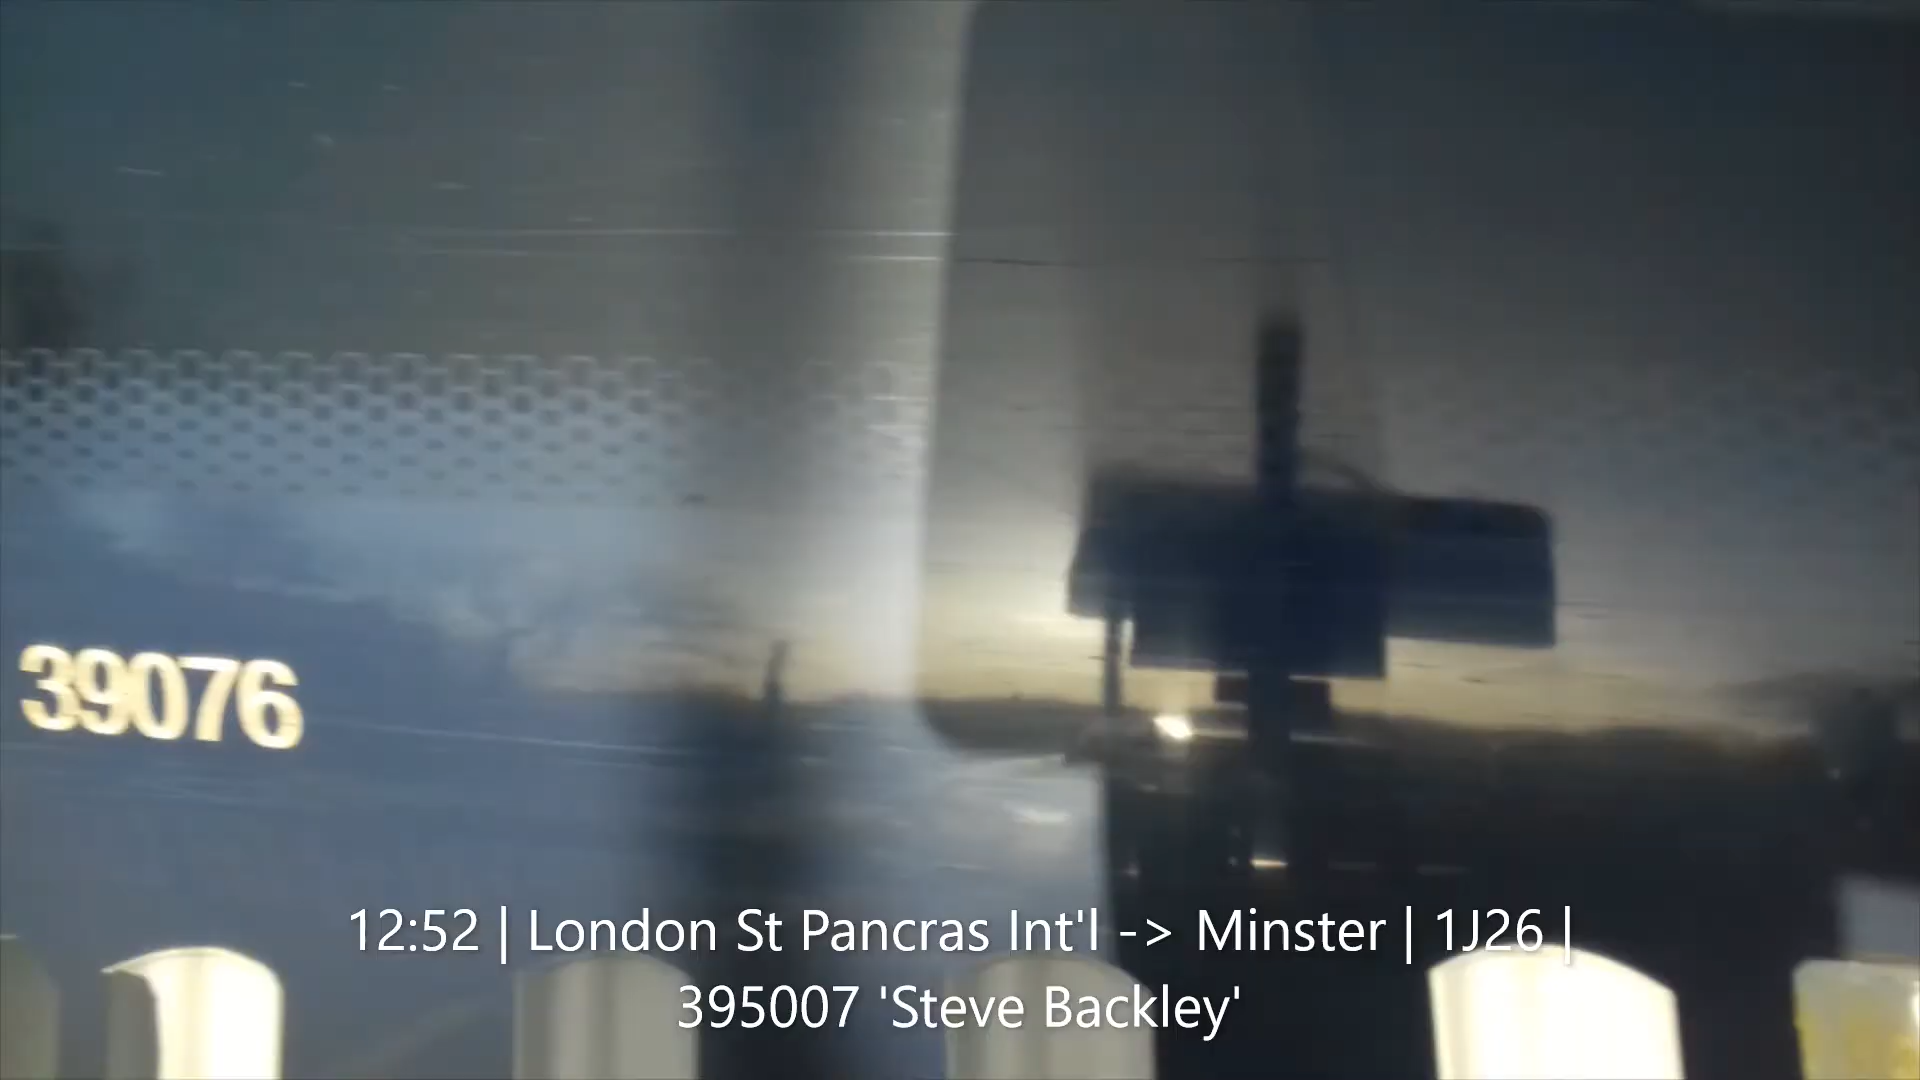 39076
12:52 | London St Pancras Int'l -> Minster | 1J26 |
395007 'Steve Backley'